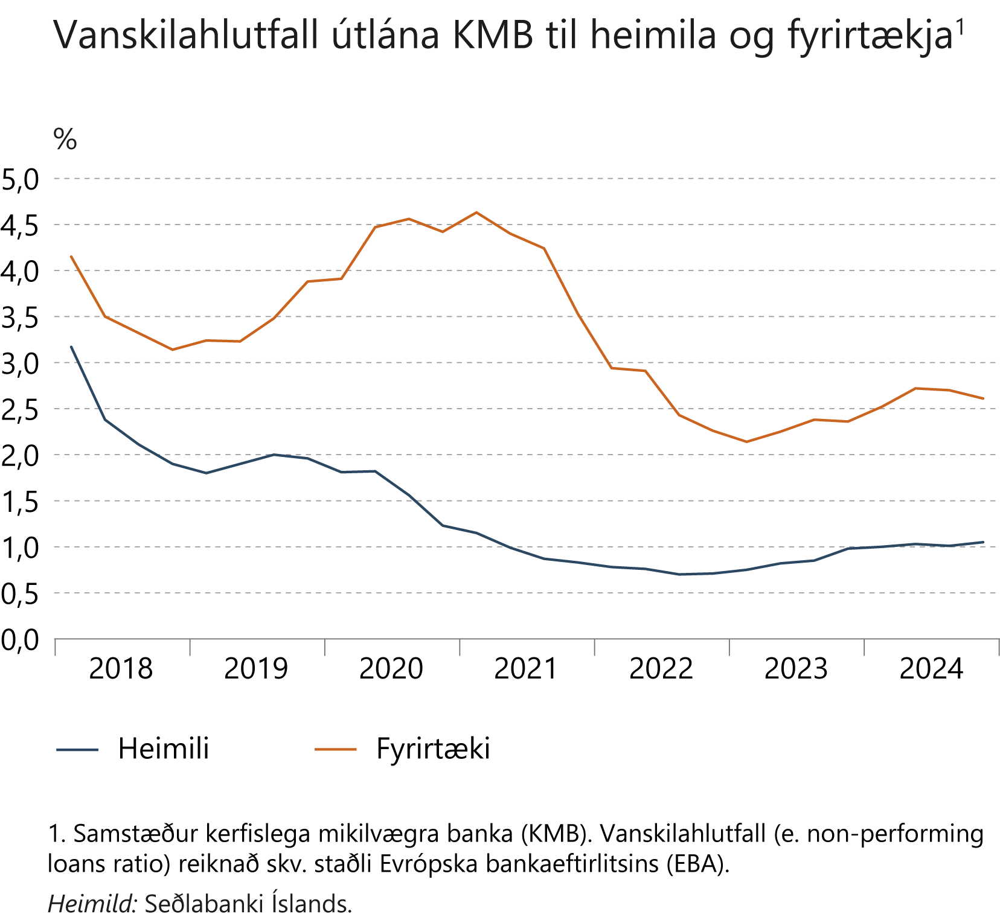 Vanskilahlutfall útlána KMB til heimila og fyrirtækja¹
%
5,0
4,5
4,0
3,5
3,0
2,5
2,0
1,5
1,0
0,5
0,0
2018 2019 2020 2021 2022 2023 2024
Heimili Fyrirtæki
1. Samstæður kerfislega mikilvægra banka (KMB). Vanskilahlutfall (e. non-performing
loans ratio) reiknað skv. staðli Evrópska bankaeftirlitsins (EBA).
Heimild: Seðlabanki Íslands.